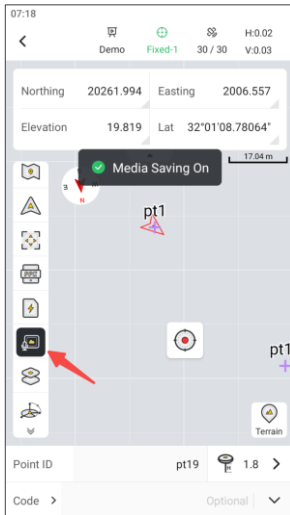 07:18
Demo Fixed-1 30 / 30 H:0.02 V:0.03
Northing 20261.994 Easting 2006.557
Elevation 19.819 Lat 32°01'08.78064"
Media Saving On
17.04 m
N
pt1
PPK
pt1
Terrain
Point ID pt19 1.8
Code Optional